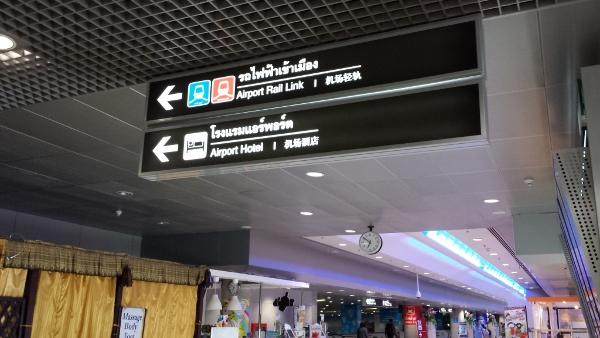 รถไฟฟ้าเข้าเมือง
Airport Rail Link | 机场轻轨
โรงแรมแอร์พอร์ต
Airport Hotel | 机场酒店
Massage
Body
Foot